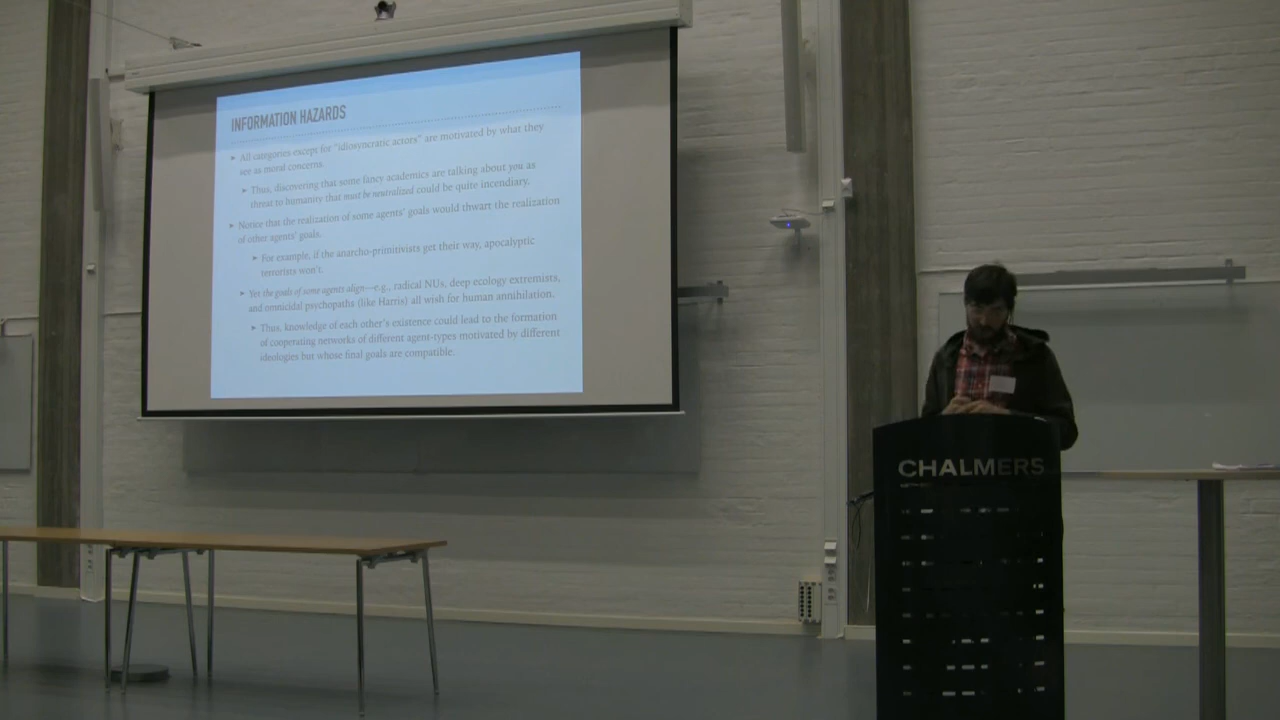 INFORMATION HAZARDS
▸ All categories except for "idiosyncratic actors" are motivated by what they
see as moral concerns.
▸ Thus, discovering that some fancy academics are talking about you as
threat to humanity that must be neutralized could be quite incendiary.
▸ Notice that the realization of some agents' goals would thwart the realization
of other agents' goals.
▸ For example, if the anarcho-primitivists get their way, apocalyptic
terrorists won't.
▸ Yet the goals of some agents align—e.g., radical NUs, deep ecology extremists,
and omnicidal psychopaths (like Harris) all wish for human annihilation.
▸ Thus, knowledge of each other's existence could lead to the formation
of cooperating networks of different agent-types motivated by different
ideologies but whose final goals are compatible.
CHALMERS